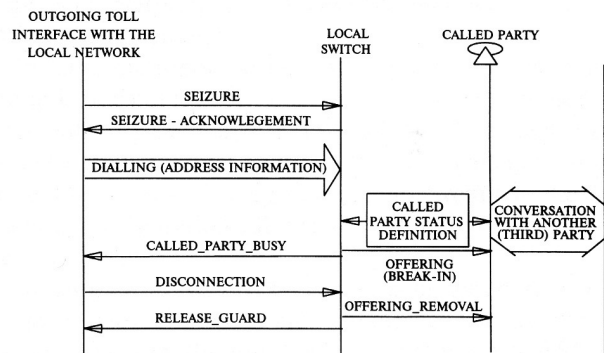 OUTGOING TOLL
INTERFACE WITH THE
LOCAL NETWORK
LOCAL
SWITCH
CALLED PARTY
SEIZURE
SEIZURE - ACKNOWLEGEMENT
DIALLING (ADDRESS INFORMATION)
CALLED
PARTY STATUS
DEFINITION
CONVERSATION
WITH ANOTHER
(THIRD) PARTY
CALLED_PARTY_BUSY
OFFERING
(BREAK-IN)
DISCONNECTION
OFFERING_REMOVAL
RELEASE_GUARD